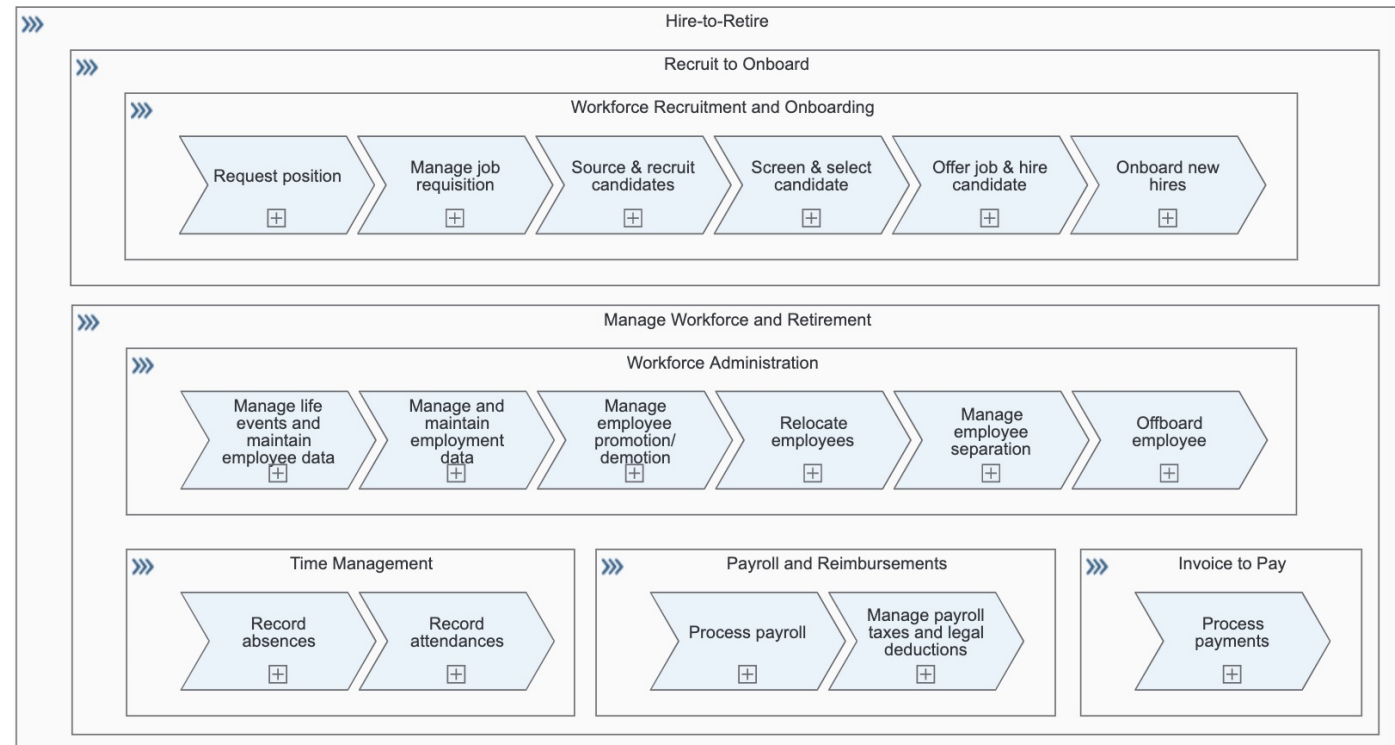 Hire-to-Retire
Recruit to Onboard
Workforce Recruitment and Onboarding
Request position
Manage job
requisition
Source & recruit
candidates
Screen & select
candidate
Offer job & hire
candidate
Onboard new
hires
Manage Workforce and Retirement
Workforce Administration
Manage life
events and
maintain
employee data
Manage and
maintain
employment
data
Manage
employee
promotion/
demotion
Relocate
employees
Manage
employee
separation
Offboard
employee
Time Management
Record
absences
Record
attendances
Payroll and Reimbursements
Process payroll
Manage payroll
taxes and legal
deductions
Invoice to Pay
Process
payments